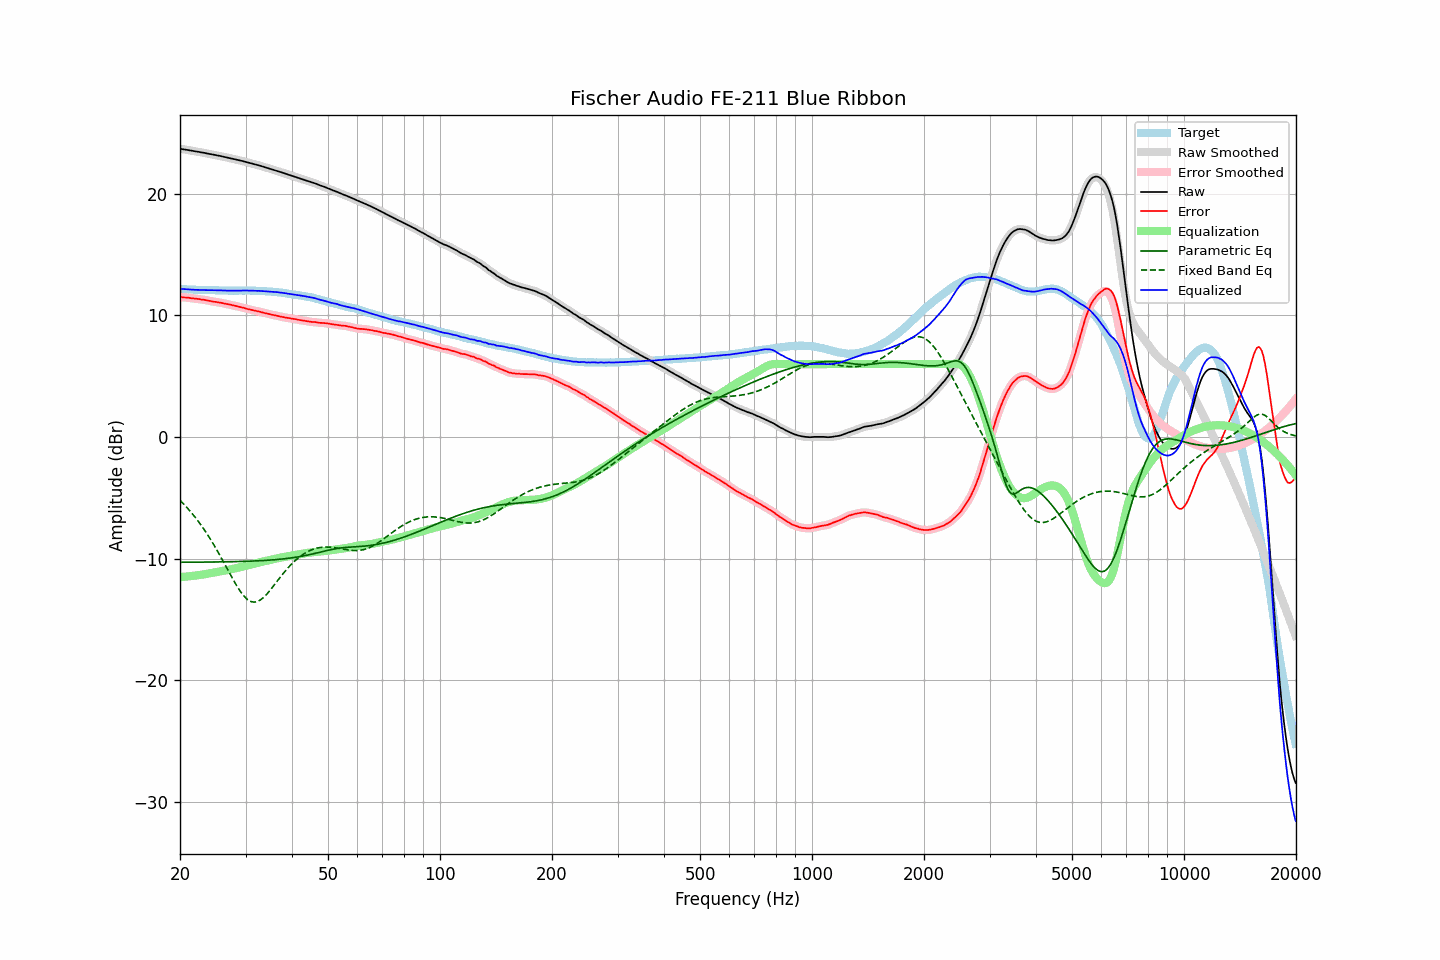 Fischer Audio FE-211 Blue Ribbon
Target
Raw Smoothed
Error Smoothed
Raw
Error
Equalization
Parametric Eq
Fixed Band Eq
Equalized
Amplitude (dBr)
20
10
0
−10
−20
−30
20
50
100
200
500
1000
2000
5000
10000
20000
Frequency (Hz)